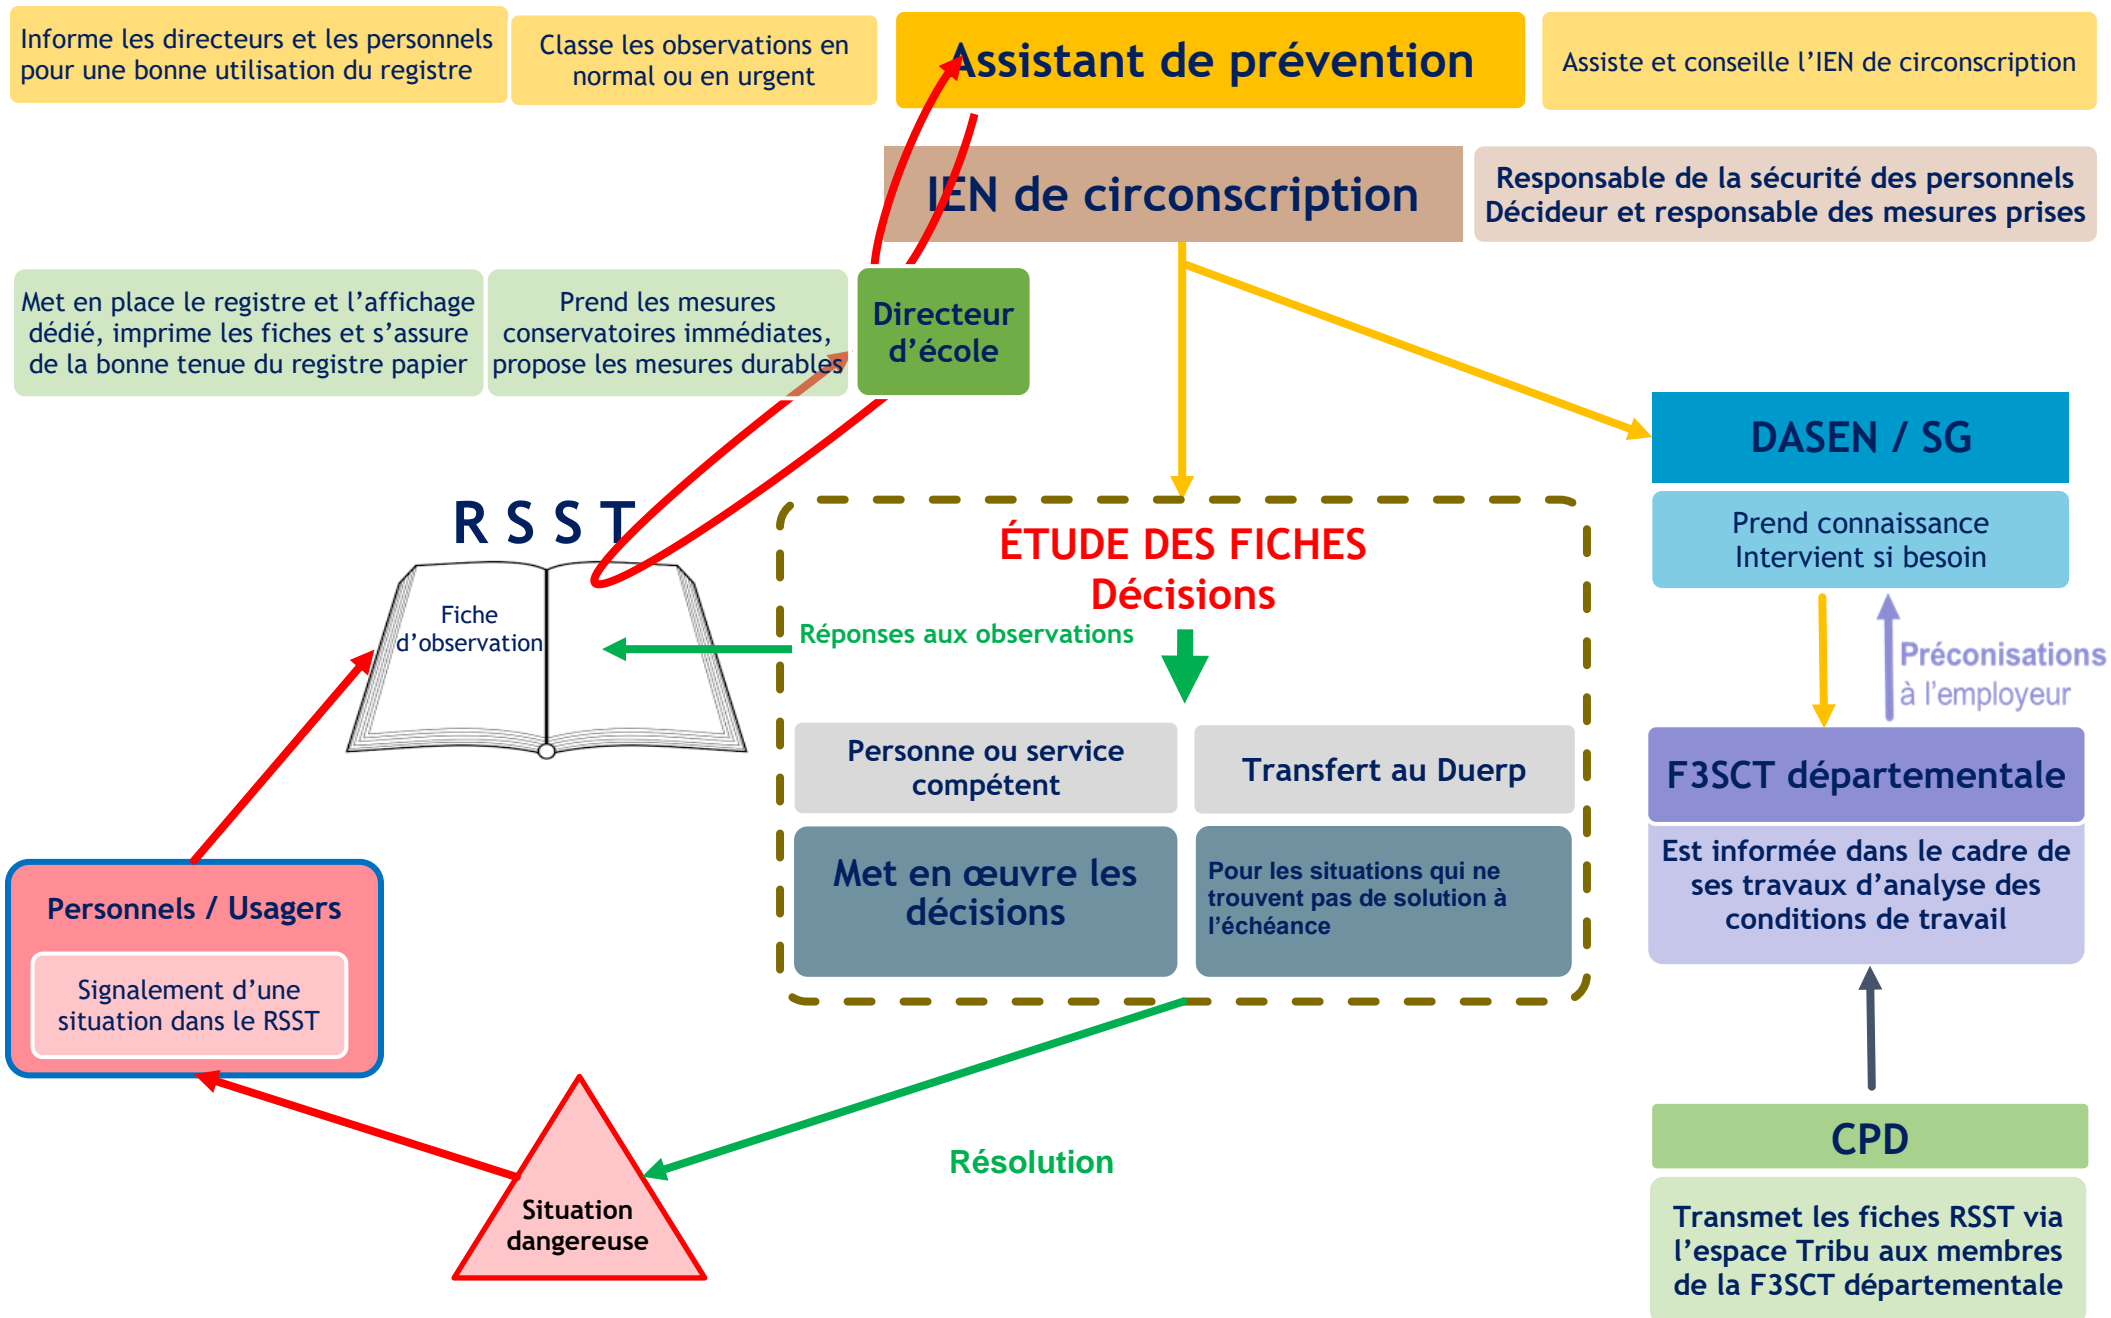 Informe les directeurs et les personnels
pour une bonne utilisation du registre
Classe les observations en
normal ou en urgent
Assistant de prévention
Assiste et conseille l’IEN de circonscription
IEN de circonscription
Responsable de la sécurité des personnels
Décideur et responsable des mesures prises
Met en place le registre et l’affichage
dédié, imprime les fiches et s’assure
de la bonne tenue du registre papier
Prend les mesures
conservatoires immédiates,
propose les mesures durables
Directeur
d’école
DASEN / SG
Prend connaissance
Intervient si besoin
R S S T
Fiche
d’observation
ÉTUDE DES FICHES
Décisions
Réponses aux observations
Préconisations
à l’employeur
Personne ou service
compétent
Transfert au Duerp
Met en œuvre les
décisions
Pour les situations qui ne
trouvent pas de solution à
l’échéance
F3SCT départementale
Est informée dans le cadre de
ses travaux d’analyse des
conditions de travail
Personnels / Usagers
Signalement d’une
situation dans le RSST
Situation
dangereuse
Résolution
CPD
Transmet les fiches RSST via
l’espace Tribu aux membres
de la F3SCT départementale